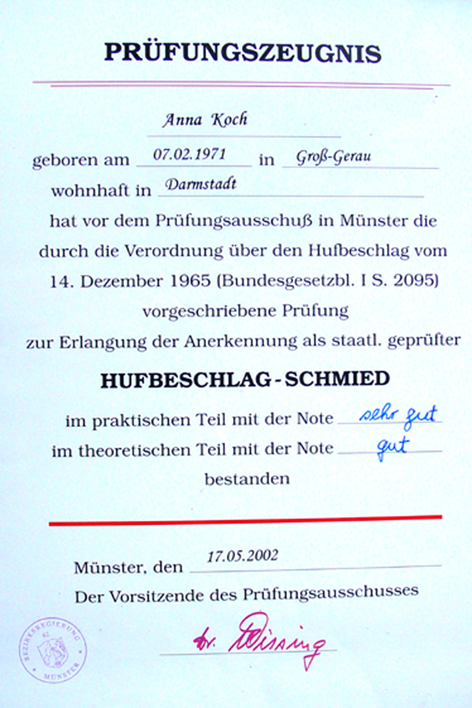 PRÜFUNGSZEUGNIS
Anna Koch
geboren am 07.02.1971 in Groß-Gerau
wohnhaft in Darmstadt
hat vor dem Prüfungsausschuß in Münster die
durch die Verordnung über den Hufbeschlag vom
14. Dezember 1965 (Bundesgesetzbl. I S. 2095)
vorgeschriebene Prüfung
zur Erlangung der Anerkennung als staatl. geprüfter
HUFBESCHLAG-SCHMIED
im praktischen Teil mit der Note sehr gut
im theoretischen Teil mit der Note gut
bestanden
Münster, den 17.05.2002
Der Vorsitzende des Prüfungsausschusses
BEZIRKSREGIERUNG
MÜNSTER
dr.